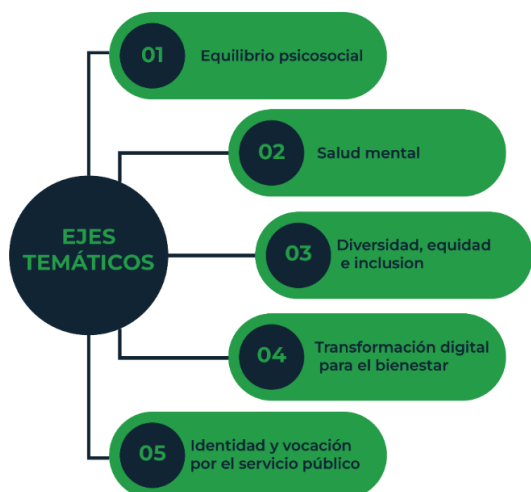 01
Equilibrio psicosocial
02
Salud mental
EJES
TEMÁTICOS
03
Diversidad, equidad
e inclusion
04
Transformación digital
para el bienestar
05
Identidad y vocación
por el servicio público